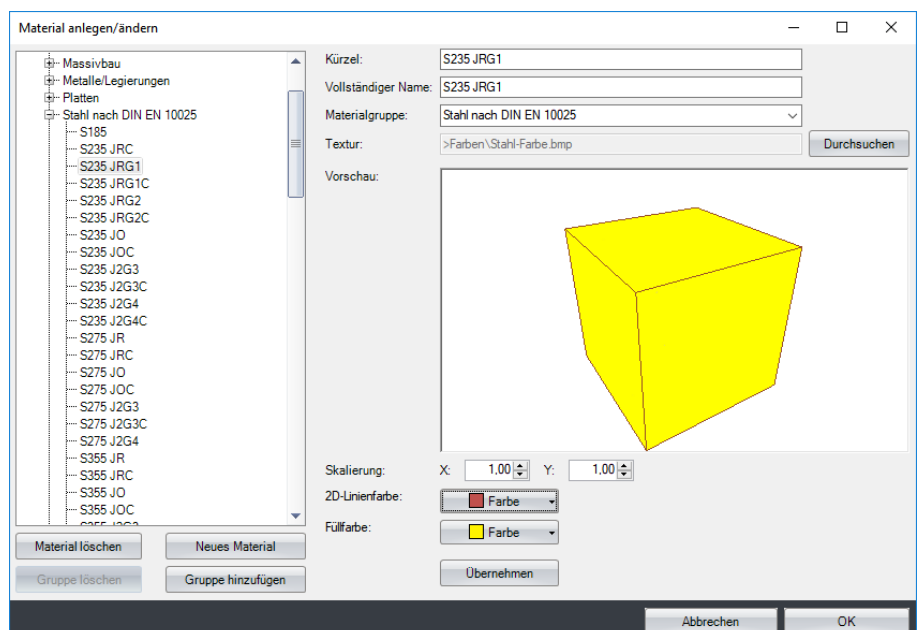 Material anlegen/ändern
Massivbau
Metalle/Legierungen
Platten
Stahl nach DIN EN 10025
S185
S235 JRC
S235 JRG1
S235 JRG1C
S235 JRG2
S235 JRG2C
S235 JO
S235 JOC
S235 J2G3
S235 J2G3C
S235 J2G4
S235 J2G4C
S275 JR
S275 JRC
S275 JO
S275 JOC
S275 J2G3
S275 J2G3C
S275 J2G4
S355 JR
S355 JRC
S355 JO
S355 JOC
Material löschen
Neues Material
Gruppe löschen
Gruppe hinzufügen
Kürzel: S235 JRG1
Vollständiger Name: S235 JRG1
Materialgruppe: Stahl nach DIN EN 10025
Textur: >Farben\Stahl-Farbe.bmp Durchsuchen
Vorschau:
Skalierung: X: 1,00 Y: 1,00
2D-Linienfarbe: Farbe
Füllfarbe: Farbe
Übernehmen
Abbrechen
OK